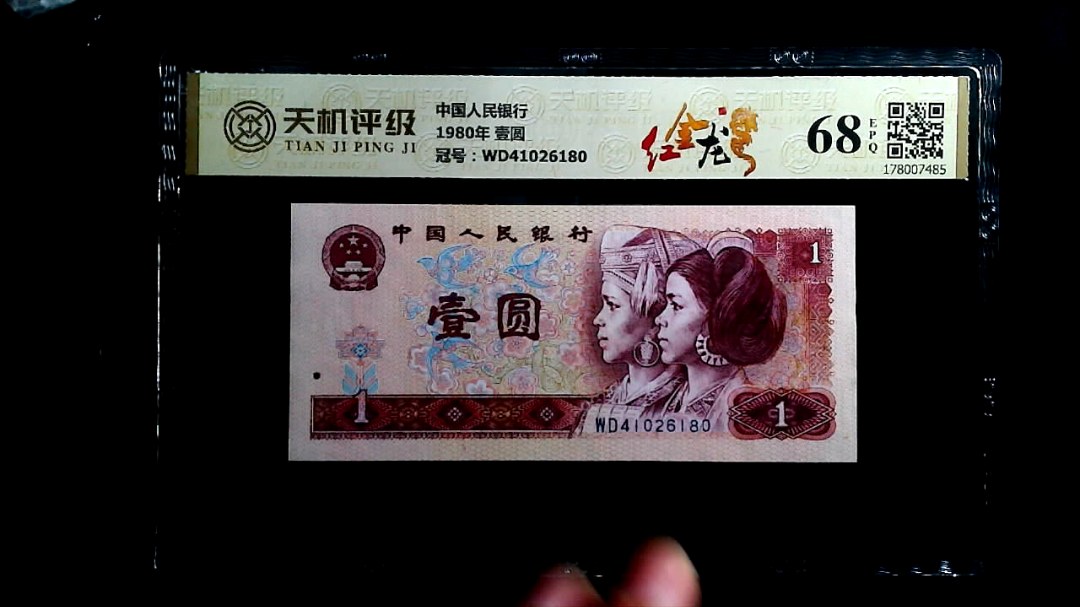 天机评级
TIAN JI PING JI
中国人民银行
1980年 壹圆
冠号：WD41026180
红金龙
68
EPQ
178007485
中国人民银行
1
壹圆
1
WD41026180
1